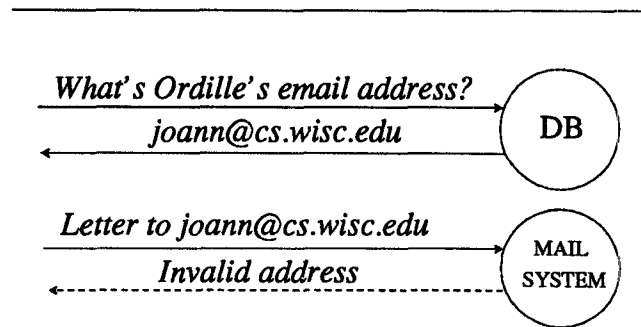 What's Ordille's email address?
DB
joann@cs.wisc.edu
Letter to joann@cs.wisc.edu
MAIL
SYSTEM
Invalid address